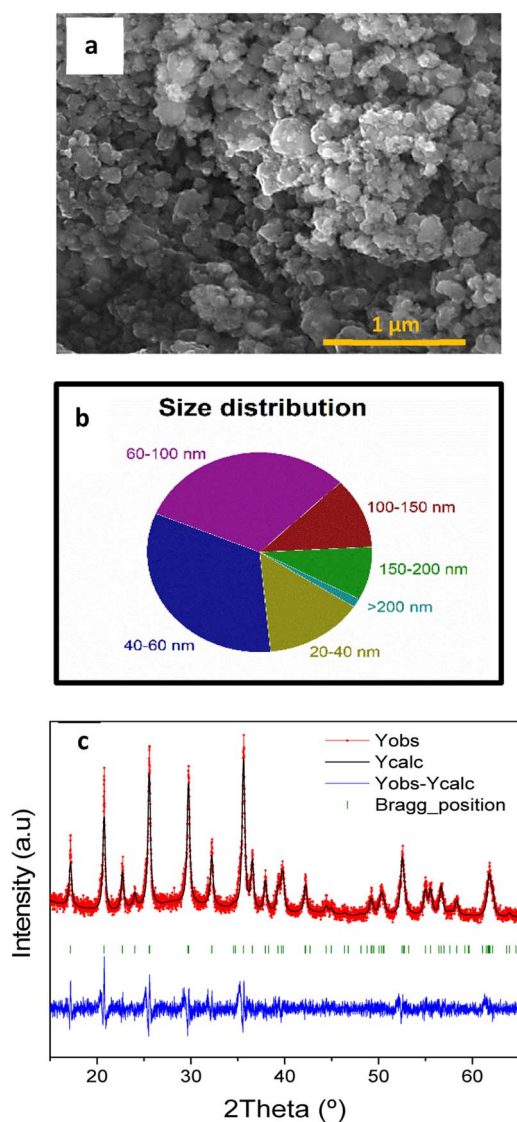 a
1 µm
b
Size distribution
60-100 nm
100-150 nm
150-200 nm
>200 nm
40-60 nm
20-40 nm
c
Yobs
Ycalc
Yobs-Ycalc
Bragg_position
Intensity (a.u)
20 30 40 50 60
2Theta (º)